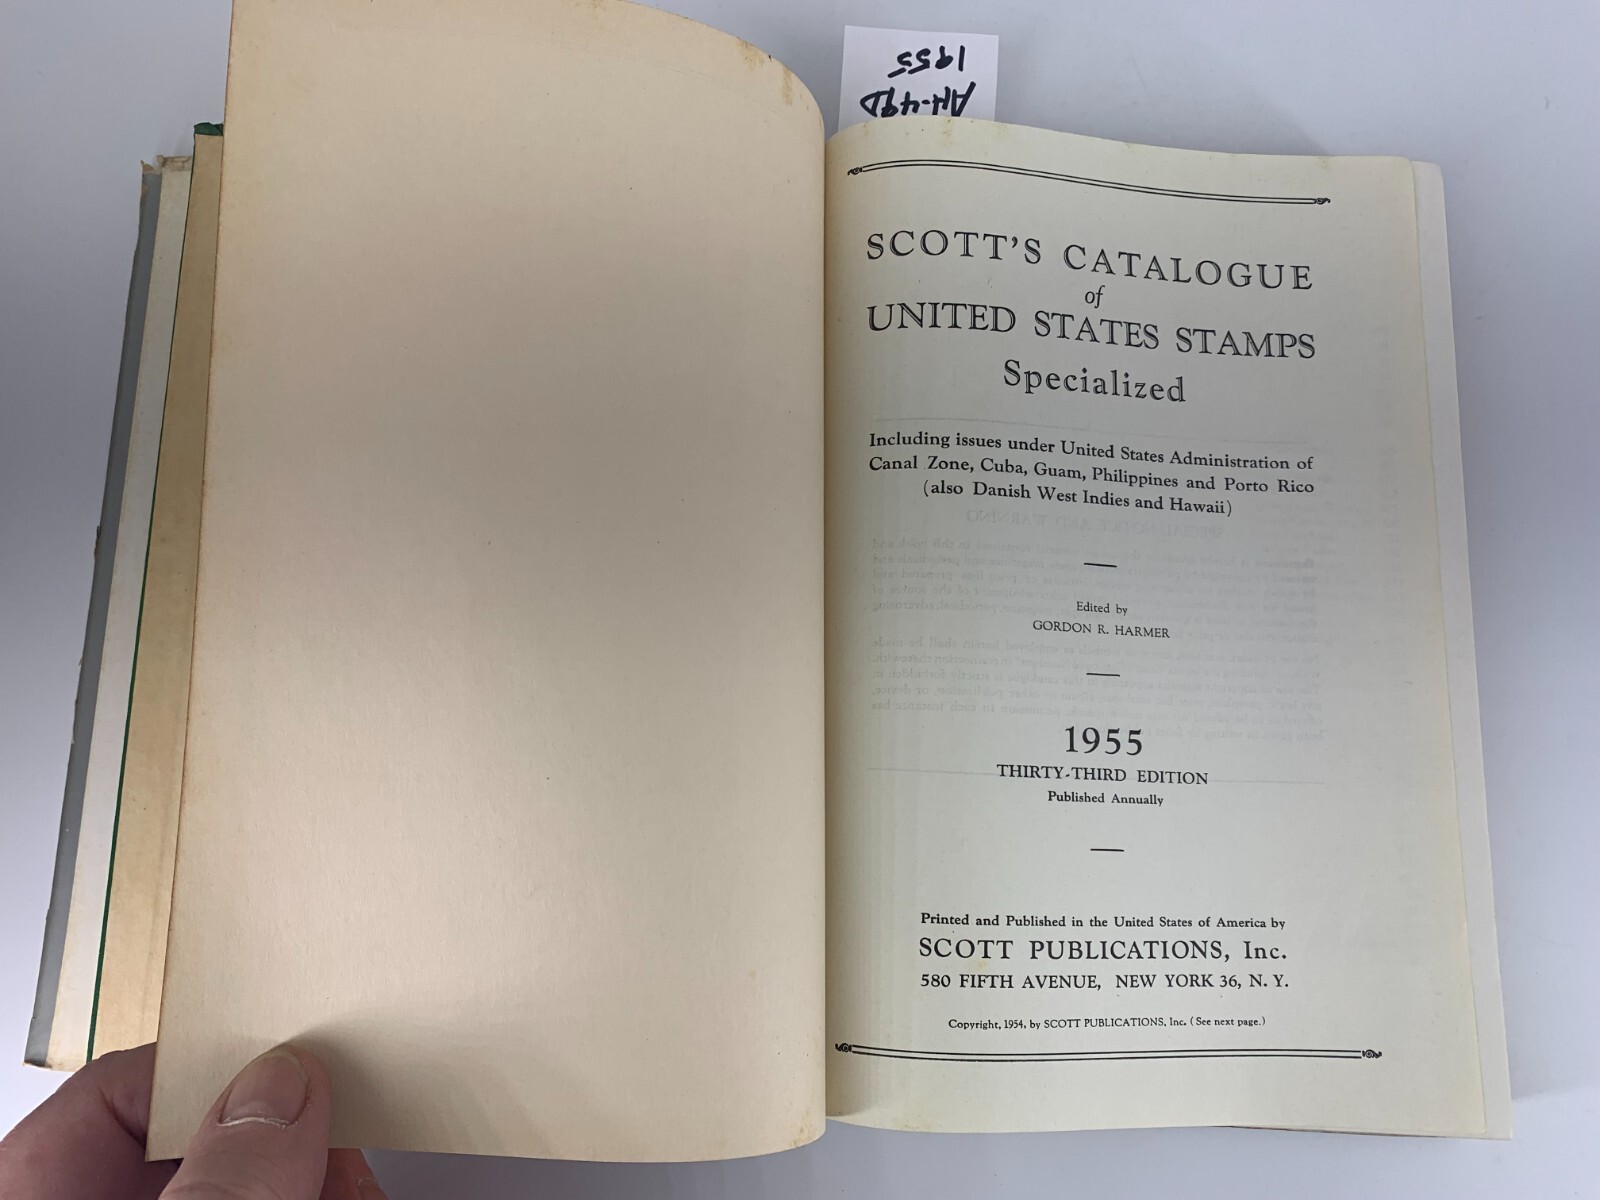 AH-49D
1955
SCOTT'S CATALOGUE
of
UNITED STATES STAMPS
Specialized
Including issues under United States Administration of
Canal Zone, Cuba, Guam, Philippines and Porto Rico
(also Danish West Indies and Hawaii)
Edited by
GORDON R. HARMER
1955
THIRTY-THIRD EDITION
Published Annually
Printed and Published in the United States of America by
SCOTT PUBLICATIONS, Inc.
580 FIFTH AVENUE, NEW YORK 36, N. Y.
Copyright, 1954, by SCOTT PUBLICATIONS, Inc. (See next page.)